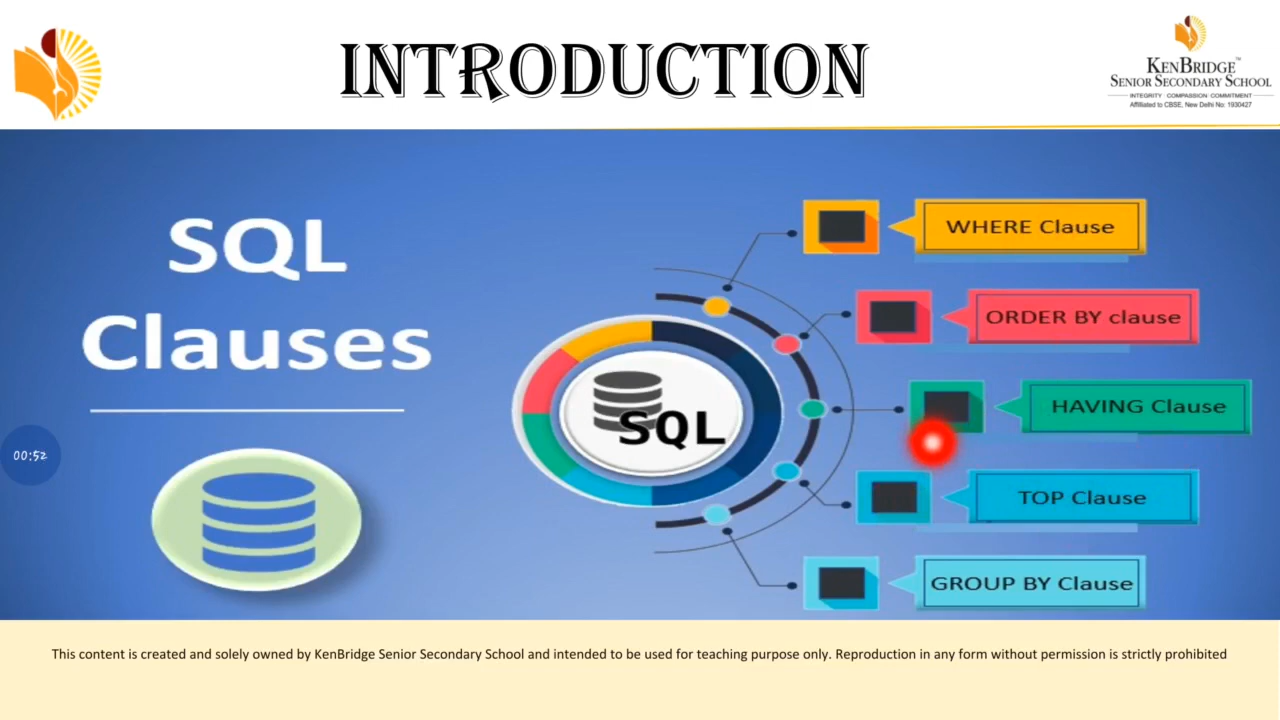 INTRODUCTION
KENBRIDGE™
SENIOR SECONDARY SCHOOL
INTEGRITY COMPASSION COMMITMENT
Affiliated to CBSE, New Delhi No: 1930427
SQL
Clauses
WHERE Clause
ORDER BY clause
HAVING Clause
SQL
TOP Clause
GROUP BY Clause
00:52
This content is created and solely owned by KenBridge Senior Secondary School and intended to be used for teaching purpose only. Reproduction in any form without permission is strictly prohibited